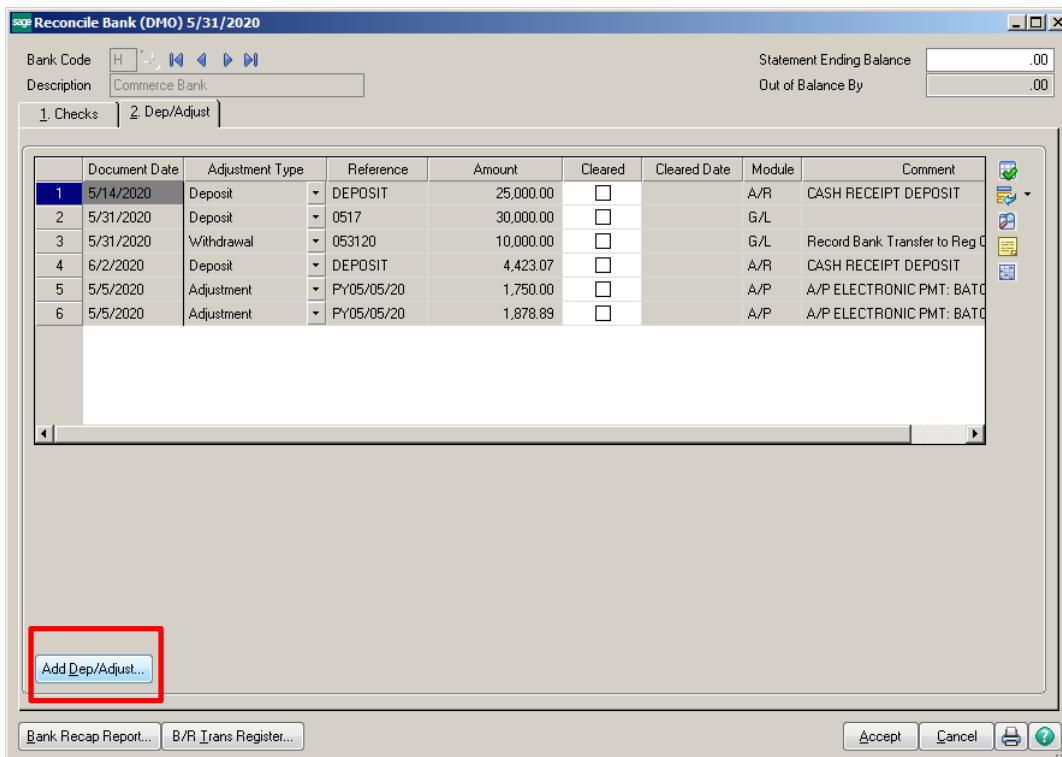 sage Reconcile Bank (DMO) 5/31/2020
Bank Code H Statement Ending Balance .00
Description Commerce Bank Out of Balance By .00
1. Checks 2. Dep/Adjust
Document Date Adjustment Type Reference Amount Cleared Cleared Date Module Comment
1 5/14/2020 Deposit DEPOSIT 25,000.00 A/R CASH RECEIPT DEPOSIT
2 5/31/2020 Deposit 0517 30,000.00 G/L
3 5/31/2020 Withdrawal 053120 10,000.00 G/L Record Bank Transfer to Reg
4 6/2/2020 Deposit DEPOSIT 4,423.07 A/R CASH RECEIPT DEPOSIT
5 5/5/2020 Adjustment PY05/05/20 1,750.00 A/P A/P ELECTRONIC PMT:
6 5/5/2020 Adjustment PY05/05/20 1,878.89 A/P A/P ELECTRONIC PMT:
Add Dep/Adjust...
Bank Recap Report... B/R Trans Register... Accept Cancel